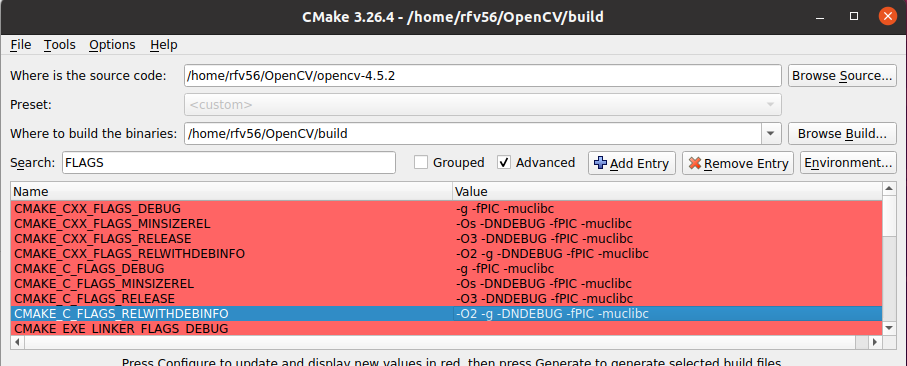 CMake 3.26.4 - /home/rfv56/OpenCV/build
File Tools Options Help
Where is the source code: /home/rfv56/OpenCV/opencv-4.5.2 Browse Source...
Preset: <custom>
Where to build the binaries: /home/rfv56/OpenCV/build Browse Build...
Search: FLAGS Grouped Advanced Add Entry Remove Entry Environment...
Name Value
CMAKE_CXX_FLAGS_DEBUG -g -fPIC -muclibc
CMAKE_CXX_FLAGS_MINSIZEREL -Os -DNDEBUG -fPIC -muclibc
CMAKE_CXX_FLAGS_RELEASE -O3 -DNDEBUG -fPIC -muclibc
CMAKE_CXX_FLAGS_RELWITHDEBINFO -O2 -g -DNDEBUG -fPIC -muclibc
CMAKE_C_FLAGS_DEBUG -g -fPIC -muclibc
CMAKE_C_FLAGS_MINSIZEREL -Os -DNDEBUG -fPIC -muclibc
CMAKE_C_FLAGS_RELEASE -O3 -DNDEBUG -fPIC -muclibc
CMAKE_C_FLAGS_RELWITHDEBINFO -O2 -g -DNDEBUG -fPIC -muclibc
CMAKE_EXE_LINKER_FLAGS_DEBUG
Press Configure to update and display new values in red, then press Generate to generate selected build files.